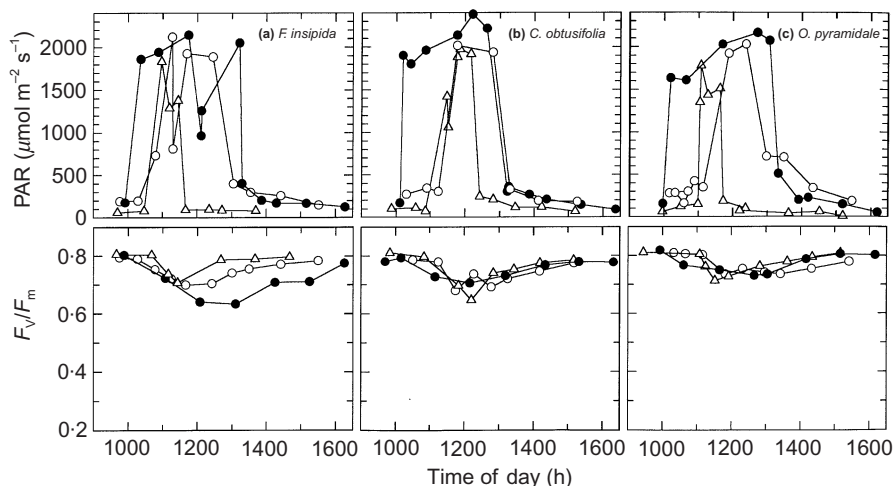 (a) F. insipida
(b) C. obtusifolia
(c) O. pyramidale
PAR (μmol m⁻² s⁻¹)
2000
1500
1000
500
0
Fv/Fm
0·8
0·6
0·4
0·2
1000 1200 1400 1600
1000 1200 1400 1600
1000 1200 1400 1600
Time of day (h)